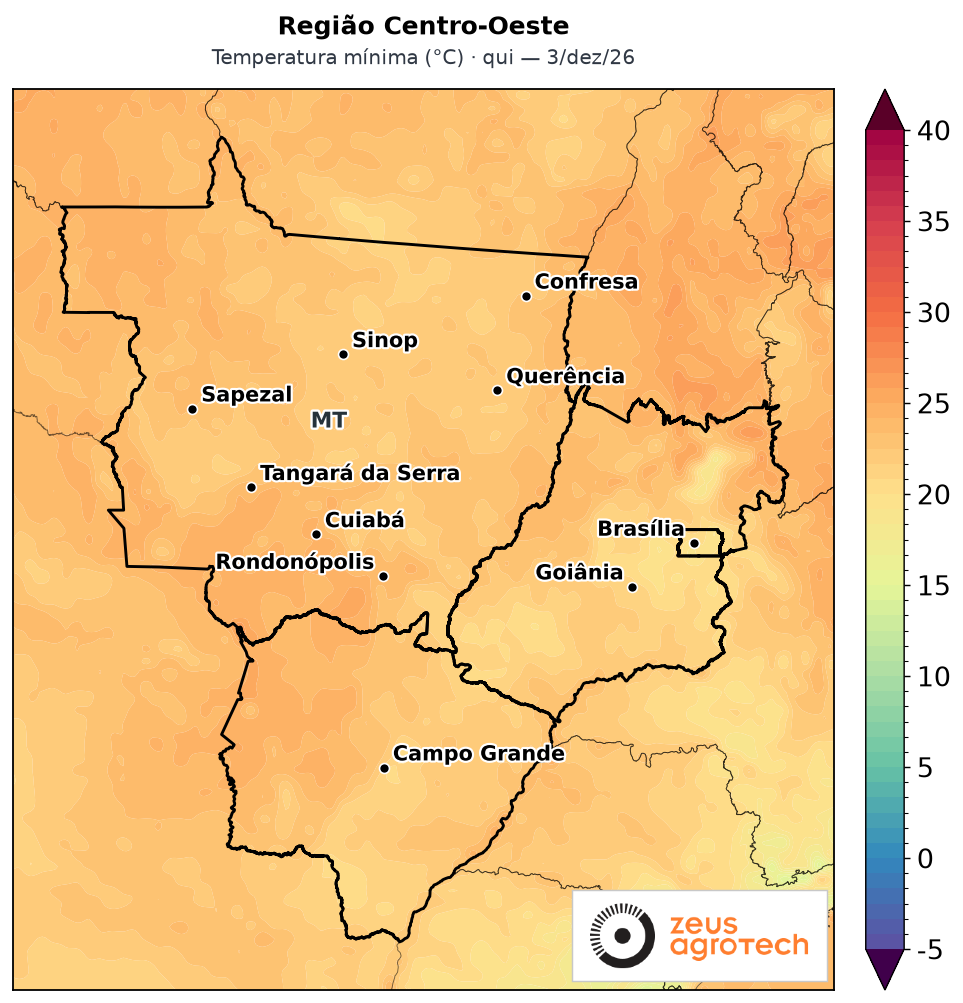 Região Centro-Oeste
Temperatura mínima (°C) · qui — 3/dez/26
40
35
30
25
20
15
10
5
0
-5
Confresa
Sinop
Querência
Sapezal
MT
Tangará da Serra
Cuiabá
Brasília
Rondonópolis
Goiânia
Campo Grande
zeus
agrotech